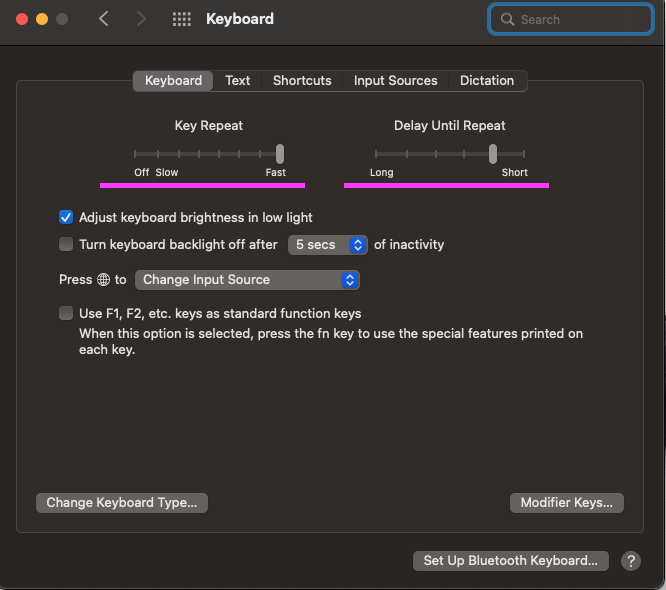 Keyboard
Search
Keyboard Text Shortcuts Input Sources Dictation
Key Repeat Delay Until Repeat
Off Slow Fast Long Short
Adjust keyboard brightness in low light
Turn keyboard backlight off after 5 secs of inactivity
Press to Change Input Source
Use F1, F2, etc. keys as standard function keys
When this option is selected, press the fn key to use the special features printed on
each key.
Change Keyboard Type... Modifier Keys...
Set Up Bluetooth Keyboard... ?